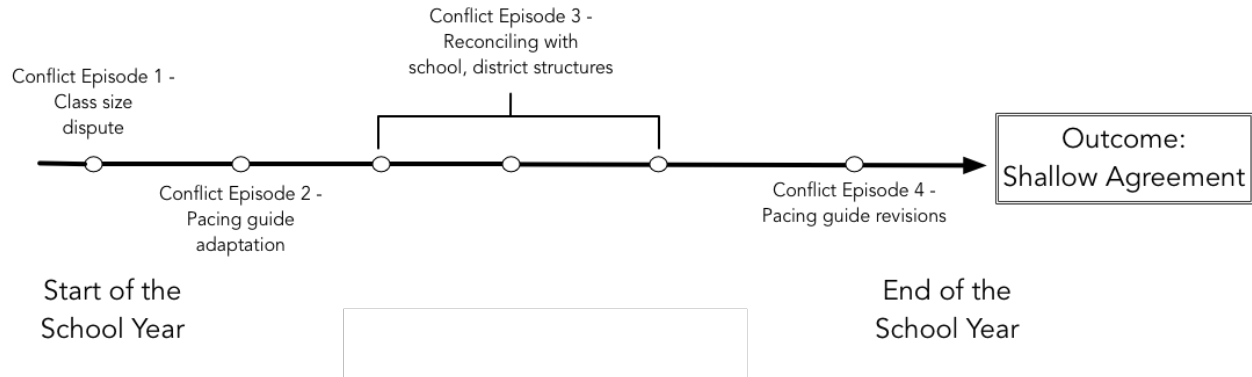 Conflict Episode 1 -
Class size
dispute
Conflict Episode 2 -
Pacing guide
adaptation
Conflict Episode 3 -
Reconciling with
school, district structures
Conflict Episode 4 -
Pacing guide revisions
Outcome:
Shallow Agreement
Start of the
School Year
End of the
School Year